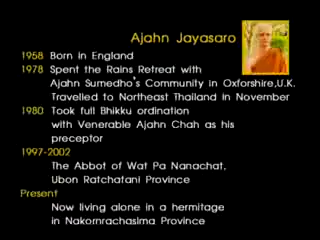 Ajahn Jayasaro
1958 Born in England
1978 Spent the Rains Retreat with
Ajahn Sumedho's Community in Oxforshire,U.K.
Travelled to Northeast Thailand in November
1980 Took full Bhikku ordination
with Venerable Ajahn Chah as his
preceptor
1997-2002
The Abbot of Wat Pa Nanachat,
Ubon Ratchatani Province
Present
Now living alone in a hermitage
in Nakornrachasima Province